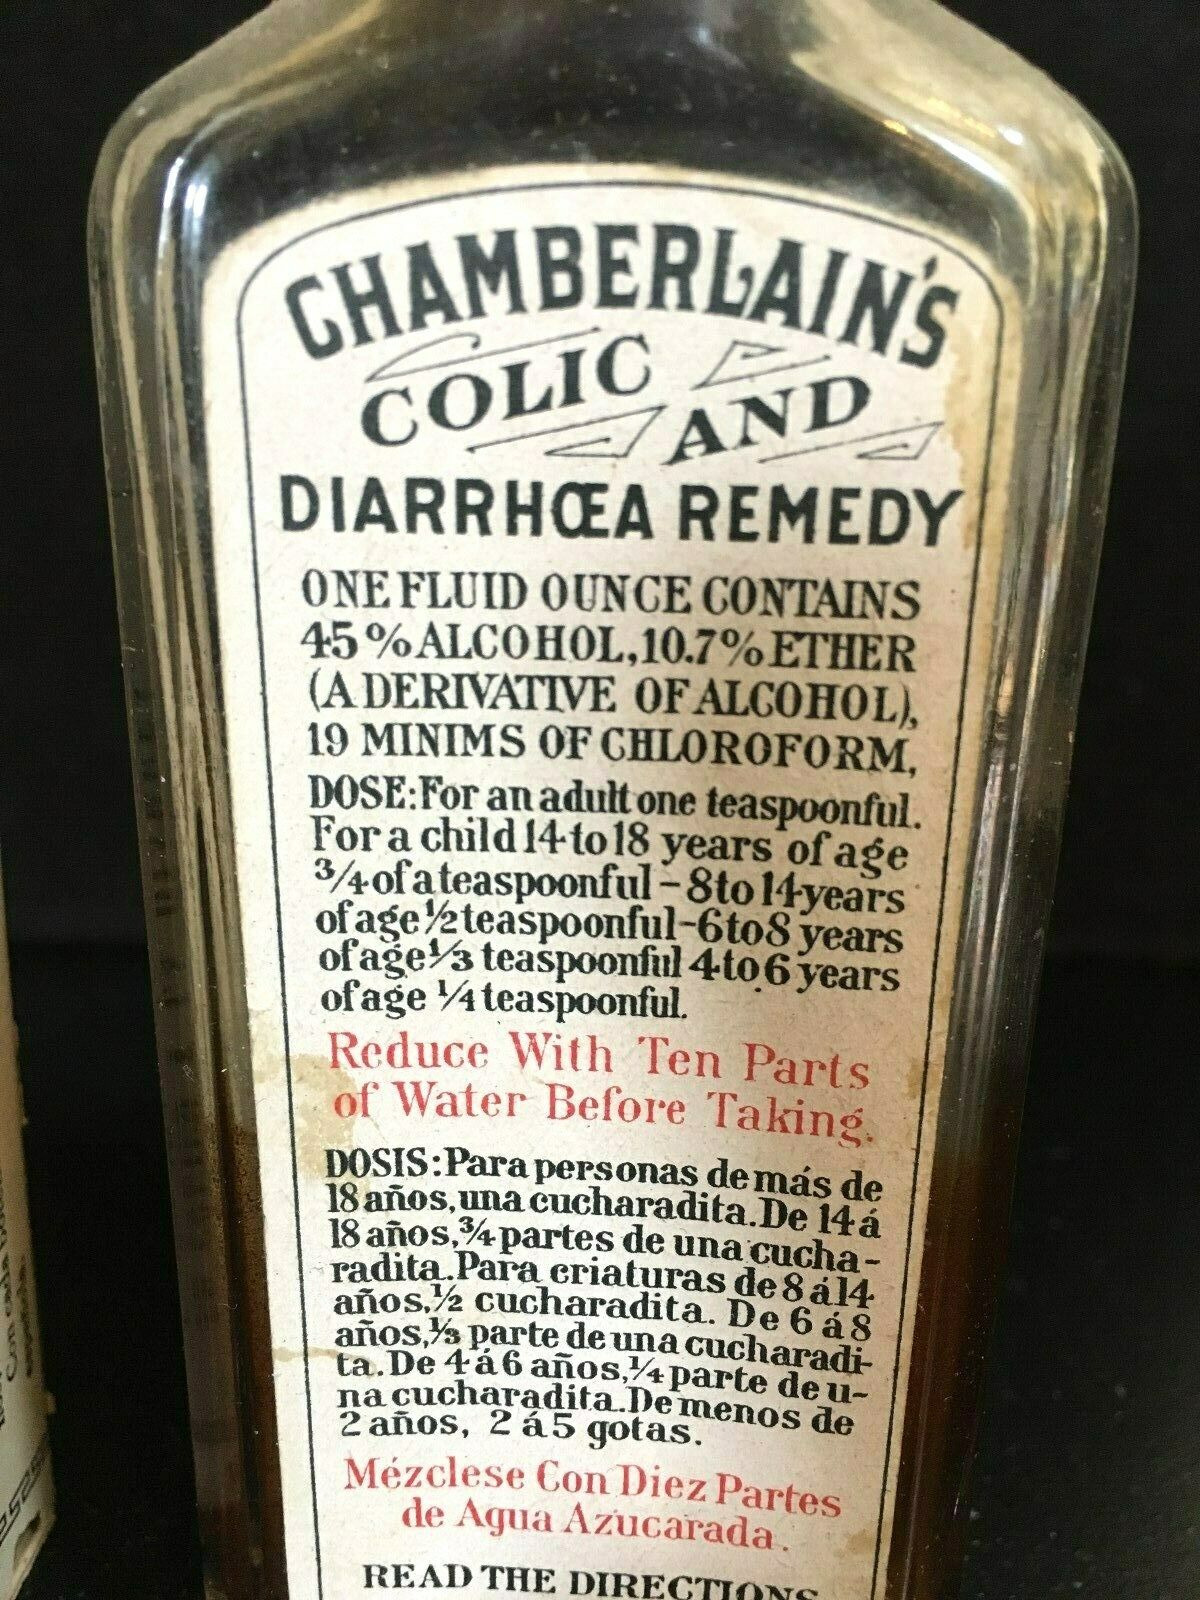 CHAMBERLAIN'S
COLIC AND
DIARRHŒA REMEDY
ONE FLUID OUNCE CONTAINS
45% ALCOHOL, 10.7% ETHER
(A DERIVATIVE OF ALCOHOL),
19 MINIMS OF CHLOROFORM,
DOSE: For an adult one teaspoonful.
For a child 14 to 18 years of age
¾ of a teaspoonful – 8 to 14 years
of age ½ teaspoonful – 6 to 8 years
of age ⅓ teaspoonful 4 to 6 years
of age ¼ teaspoonful.
Reduce With Ten Parts
of Water Before Taking.
DOSIS: Para personas de más de
18 años, una cucharadita. De 14 á
18 años, ¾ partes de una cucha-
radita. Para criaturas de 8 á 14
años, ½ cucharadita. De 6 á 8
años, ⅓ parte de una cucharadi-
ta. De 4 á 6 años, ¼ parte de u-
na cucharadita. De menos de
2 años, 2 á 5 gotas.
Mézclese Con Diez Partes
de Agua Azucarada.
READ THE DIRECTIONS